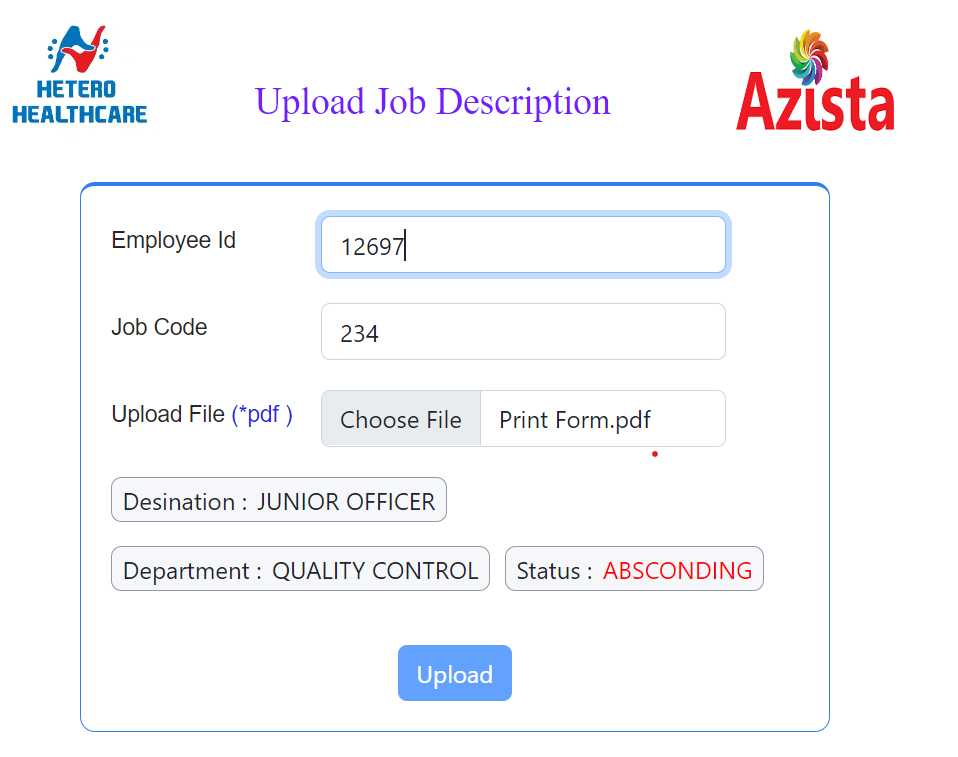 HETERO
HEALTHCARE
Upload Job Description
Azista
Employee Id
12697
Job Code
234
Upload File (*pdf )
Choose File
Print Form.pdf
Desination : JUNIOR OFFICER
Department : QUALITY CONTROL
Status : ABSCONDING
Upload